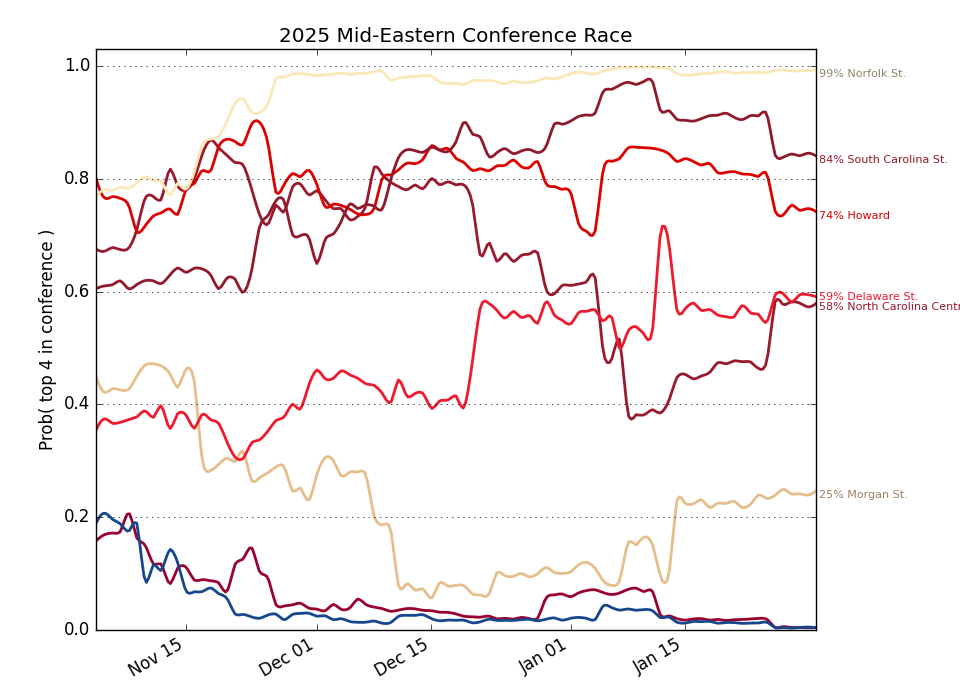 2025 Mid-Eastern Conference Race
Prob( top 4 in conference )
1.0
0.8
0.6
0.4
0.2
0.0
Nov 15
Dec 01
Dec 15
Jan 01
Jan 15
99% Norfolk St.
84% South Carolina St.
74% Howard
59% Delaware St.
58% North Carolina Centr
25% Morgan St.